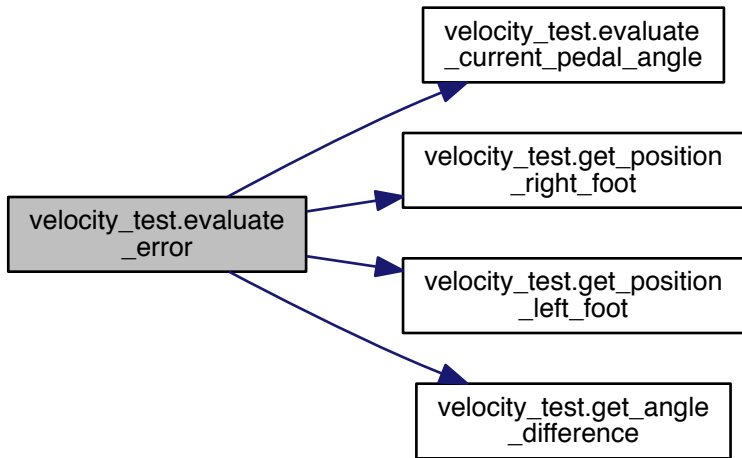 velocity_test.evaluate
_current_pedal_angle
velocity_test.get_position
_right_foot
velocity_test.evaluate
_error
velocity_test.get_position
_left_foot
velocity_test.get_angle
_difference